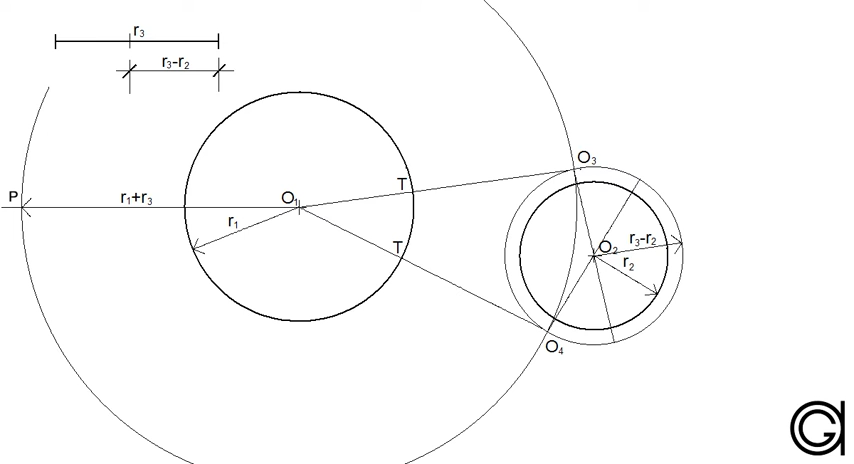 r₃
r₃-r₂
O₃
T
P
r₁+r₃
O₁
r₁
T
O₂
r₃-r₂
r₂
O₄